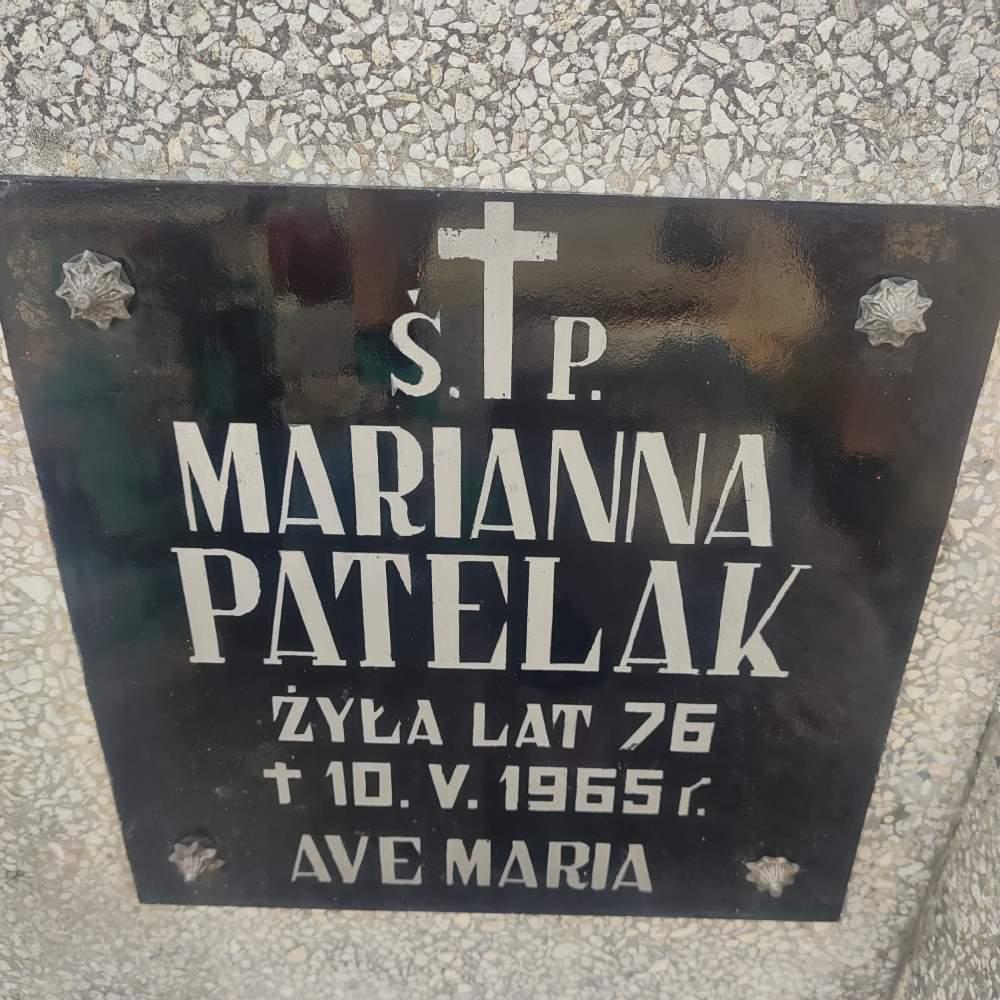 Ś. P.
MARIANNA
PATELAK
ŻYŁA LAT 76
† 10. V. 1965 r.
AVE MARIA